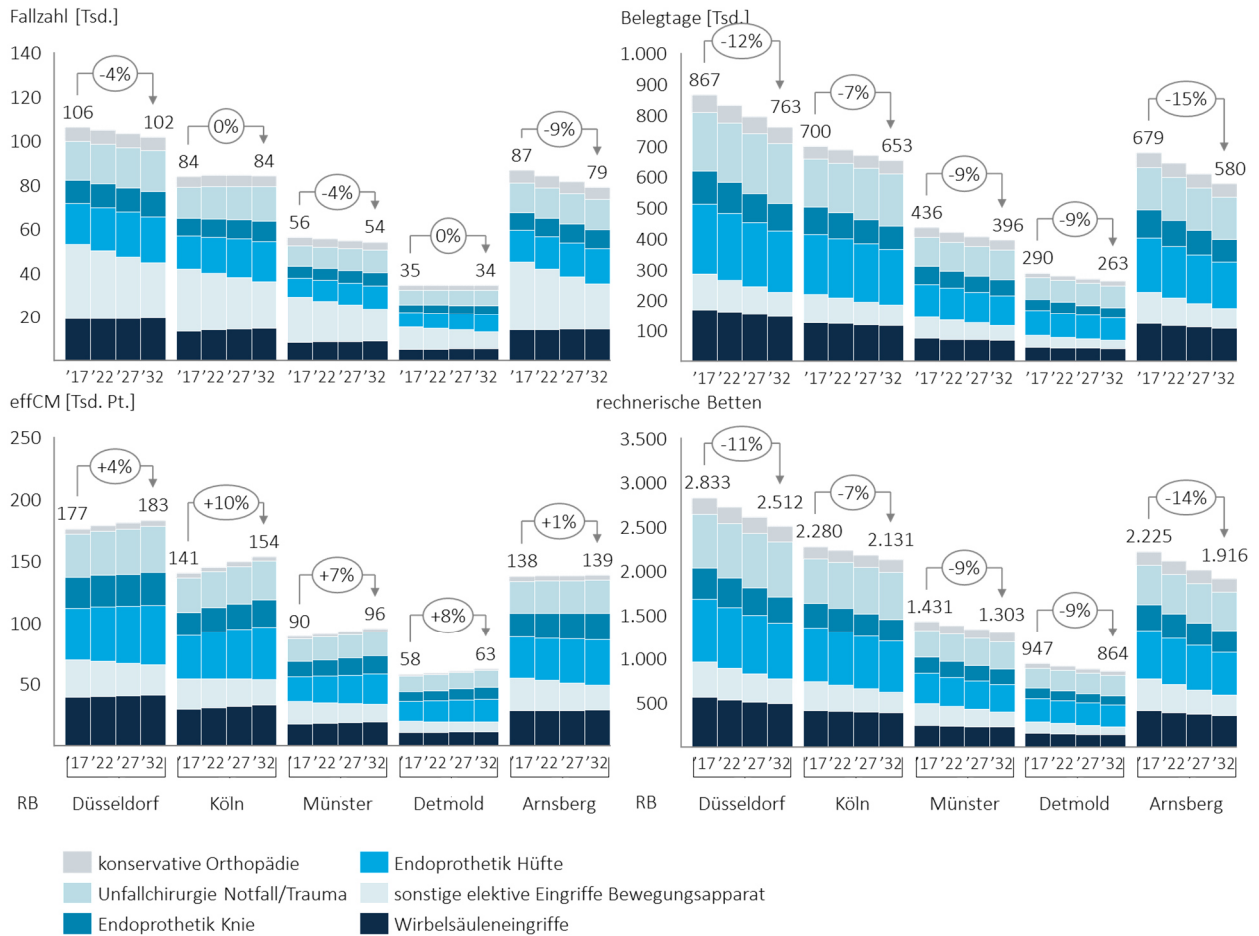 Fallzahl [Tsd.]
140
120
100
80
60
40
20
-4%
106
102
0%
84
84
-4%
56
54
0%
35
34
-9%
87
79
'17 '22 '27 '32
'17 '22 '27 '32
'17 '22 '27 '32
'17 '22 '27 '32
'17 '22 '27 '32
Belegtage [Tsd.]
1.000
900
800
700
600
500
400
300
200
100
-12%
867
763
-7%
700
653
-9%
436
396
-9%
290
263
-15%
679
580
'17 '22 '27 '32
'17 '22 '27 '32
'17 '22 '27 '32
'17 '22 '27 '32
'17 '22 '27 '32
effCM [Tsd. Pt.]
250
200
150
100
50
+4%
177
183
+10%
141
154
+7%
90
96
+8%
58
63
+1%
138
139
'17 '22 '27 '32
'17 '22 '27 '32
'17 '22 '27 '32
'17 '22 '27 '32
'17 '22 '27 '32
RB Düsseldorf Köln Münster Detmold Arnsberg
rechnerische Betten
3.500
3.000
2.500
2.000
1.500
1.000
500
-11%
2.833
2.512
-7%
2.280
2.131
-9%
1.431
1.303
-9%
947
864
-14%
2.225
1.916
'17 '22 '27 '32
'17 '22 '27 '32
'17 '22 '27 '32
'17 '22 '27 '32
'17 '22 '27 '32
RB Düsseldorf Köln Münster Detmold Arnsberg
konservative Orthopädie
Unfallchirurgie Notfall/Trauma
Endoprothetik Knie
Endoprothetik Hüfte
sonstige elektive Eingriffe Bewegungsapparat
Wirbelsäuleneingriffe